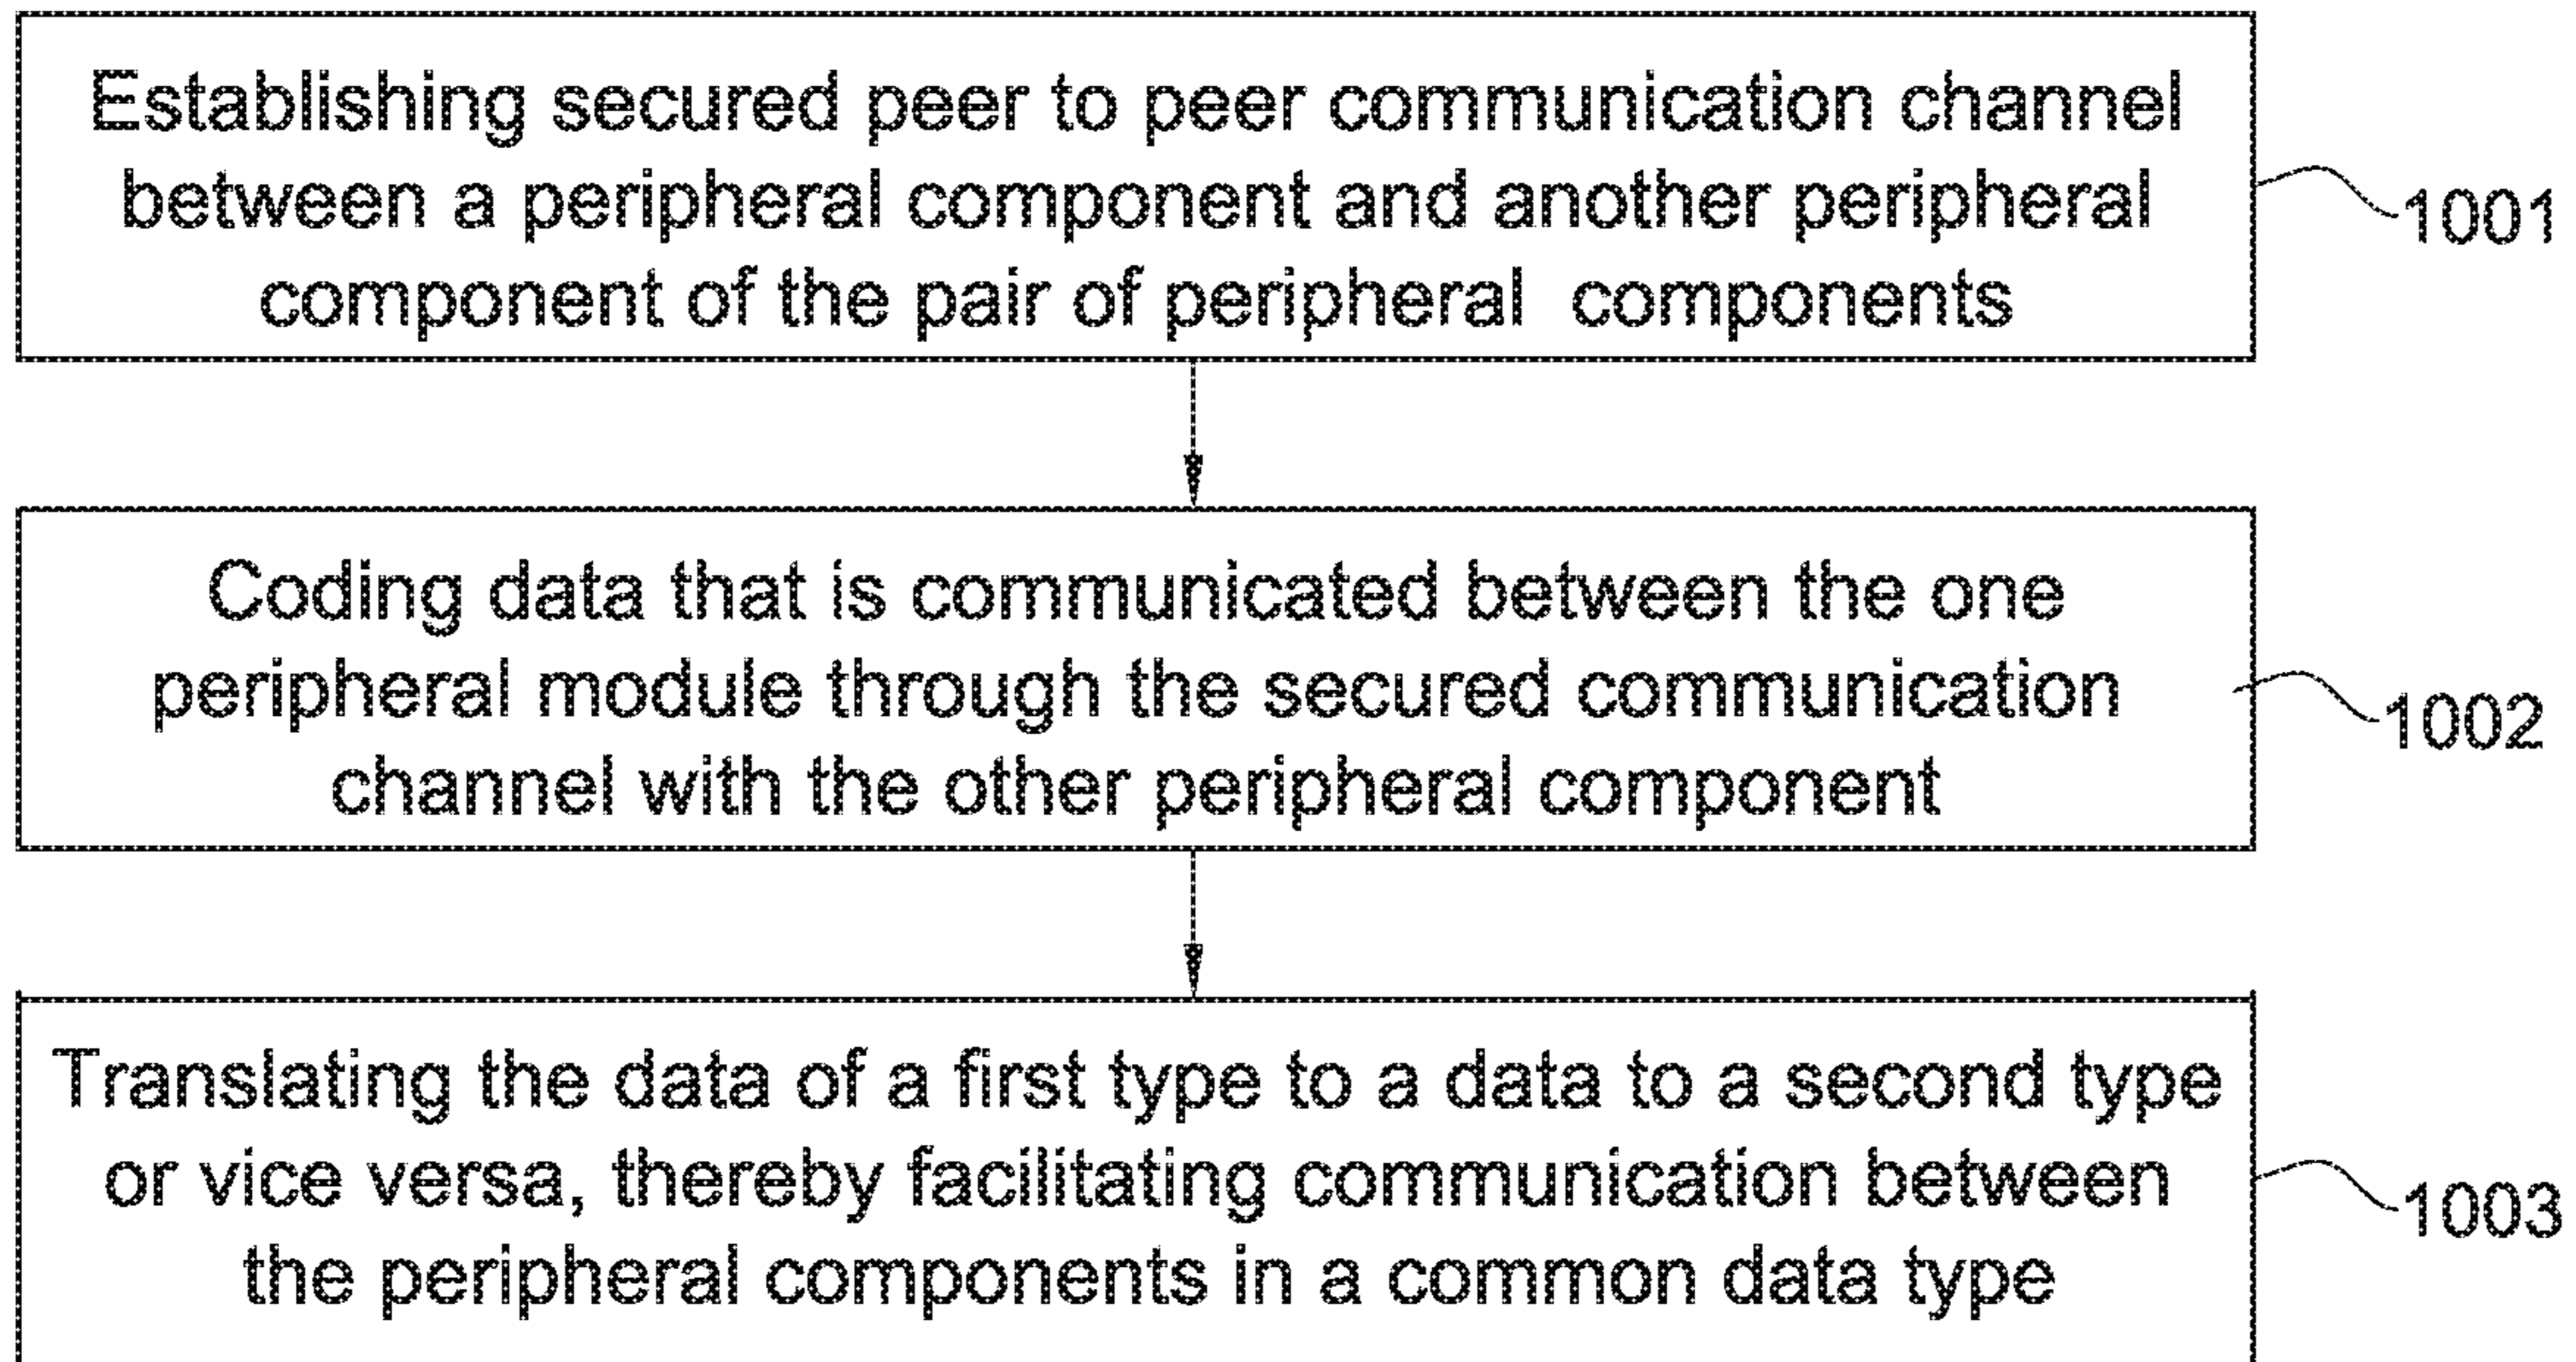 Establishing secured peer to peer communication channel
between a peripheral component and another peripheral
component of the pair of peripheral components
1001
Coding data that is communicated between the one
peripheral module through the secured communication
channel with the other peripheral component
1002
Translating the data of a first type to a data to a second type
or vice versa, thereby facilitating communication between
the peripheral components in a common data type
1003